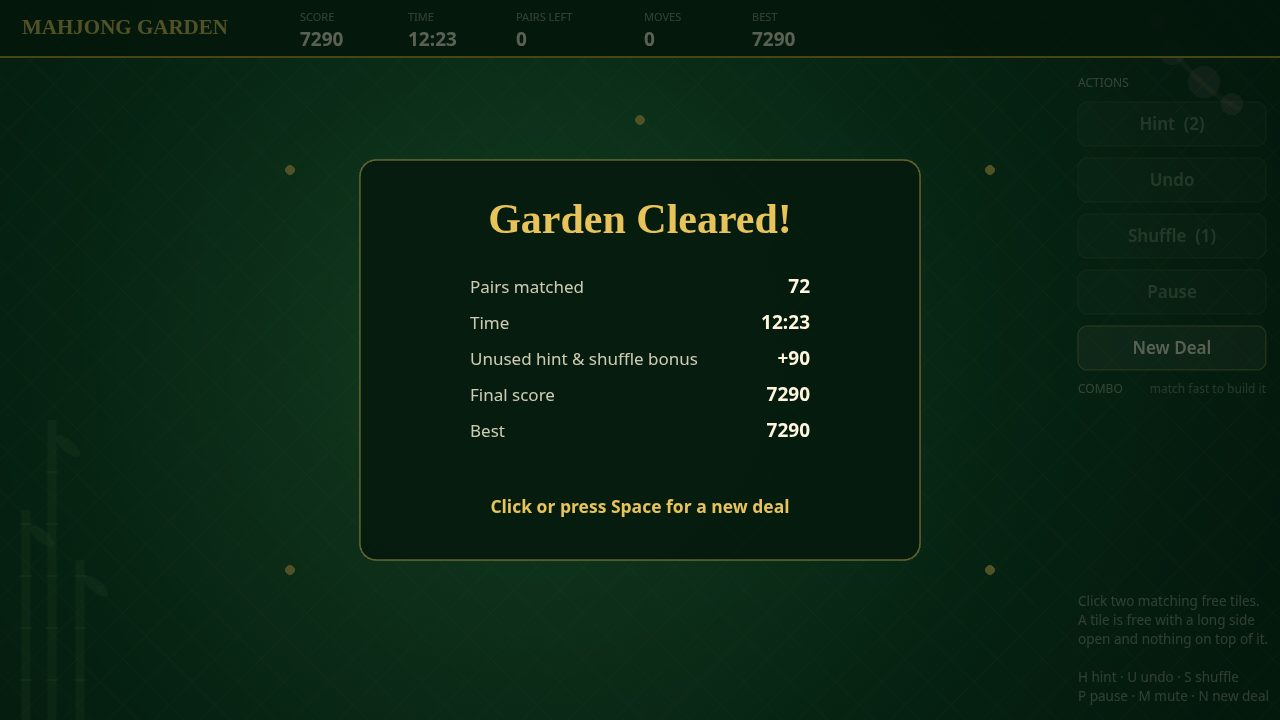 MAHJONG GARDEN
SCORE TIME PAIRS LEFT MOVES BEST
7290 12:23 0 0 7290
ACTIONS
Hint (2)
Undo
Shuffle (1)
Pause
New Deal
COMBO match fast to build it
Garden Cleared!
Pairs matched 72
Time 12:23
Unused hint & shuffle bonus +90
Final score 7290
Best 7290
Click or press Space for a new deal
Click two matching free tiles.
A tile is free with a long side
open and nothing on top of it.
H hint · U undo · S shuffle
P pause · M mute · N new deal